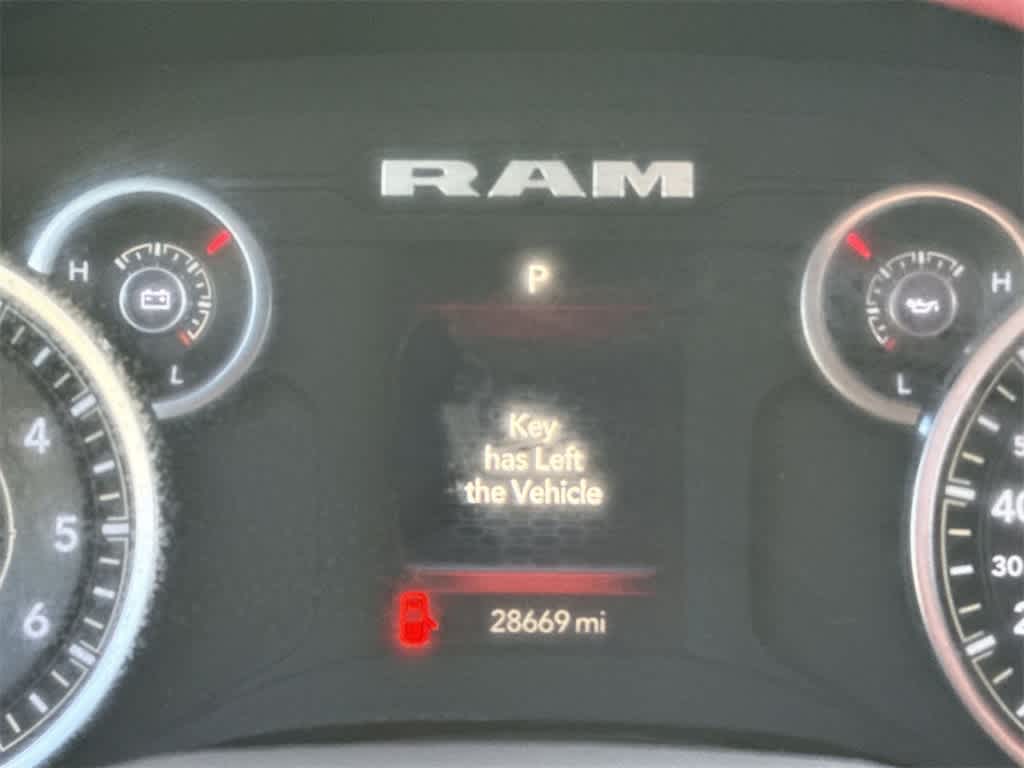 RAM
P
H
L
H
L
Key
has Left
the Vehicle
28669 mi
4
5
6
40
30